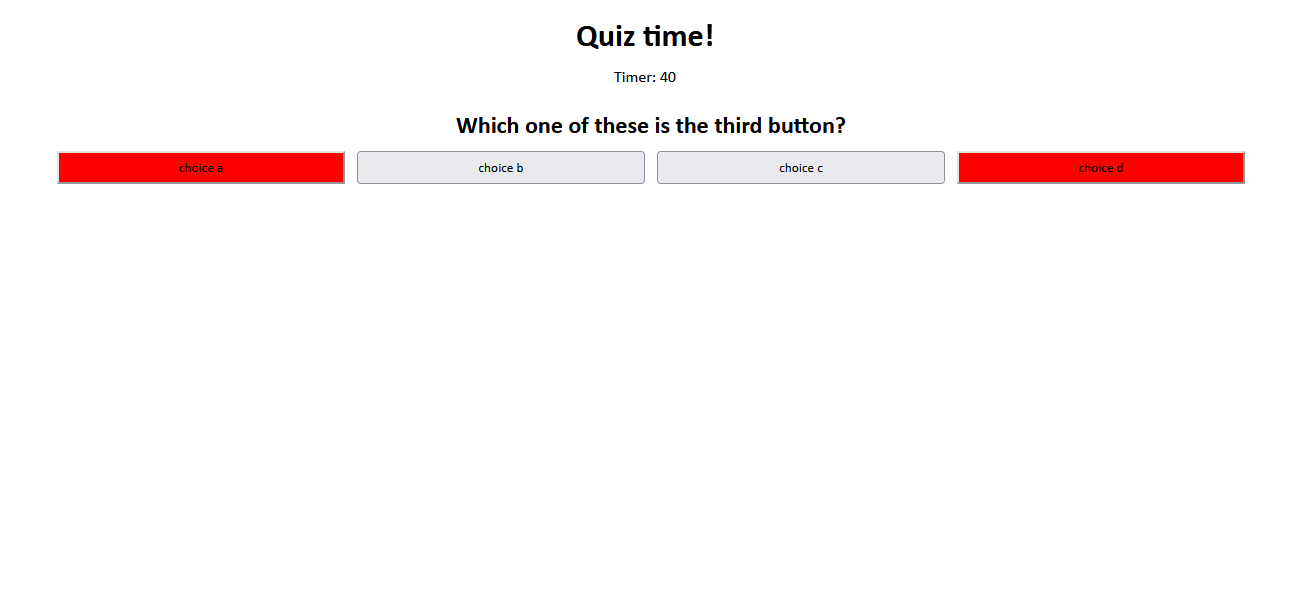 Quiz time!
Timer: 40
Which one of these is the third button?
choice a choice b choice c choice d